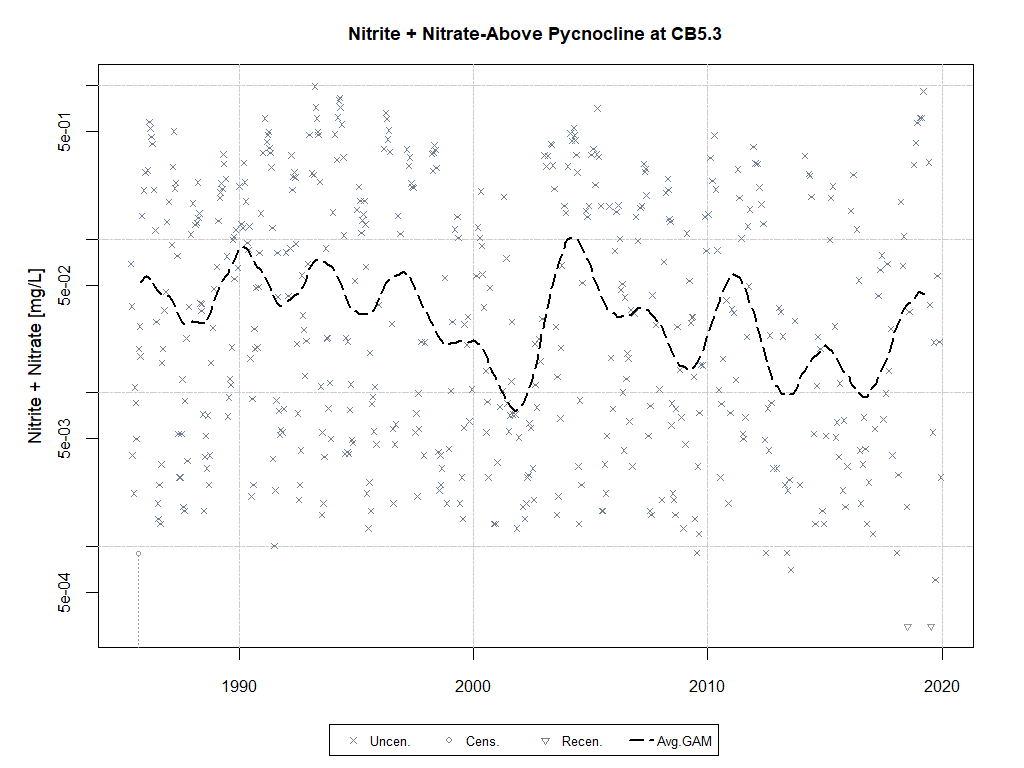 Nitrite + Nitrate-Above Pycnocline at CB5.3
Nitrite + Nitrate [mg/L]
5e-01
5e-02
5e-03
5e-04
1990 2000 2010 2020
Uncen. Cens. Recen. Avg.GAM